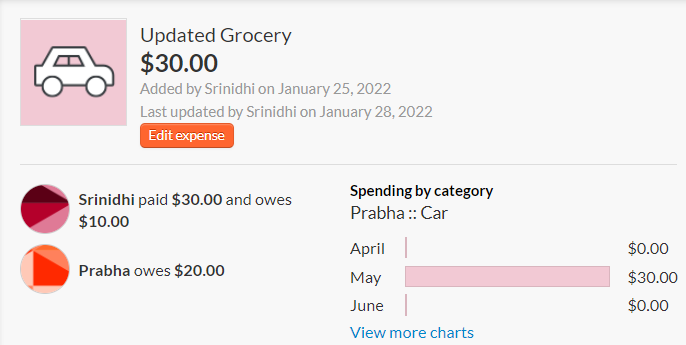 Updated Grocery
$30.00
Added by Srinidhi on January 25, 2022
Last updated by Srinidhi on January 28, 2022
Edit expense
Srinidhi paid $30.00 and owes
$10.00
Prabha owes $20.00
Spending by category
Prabha :: Car
April $0.00
May $30.00
June $0.00
View more charts